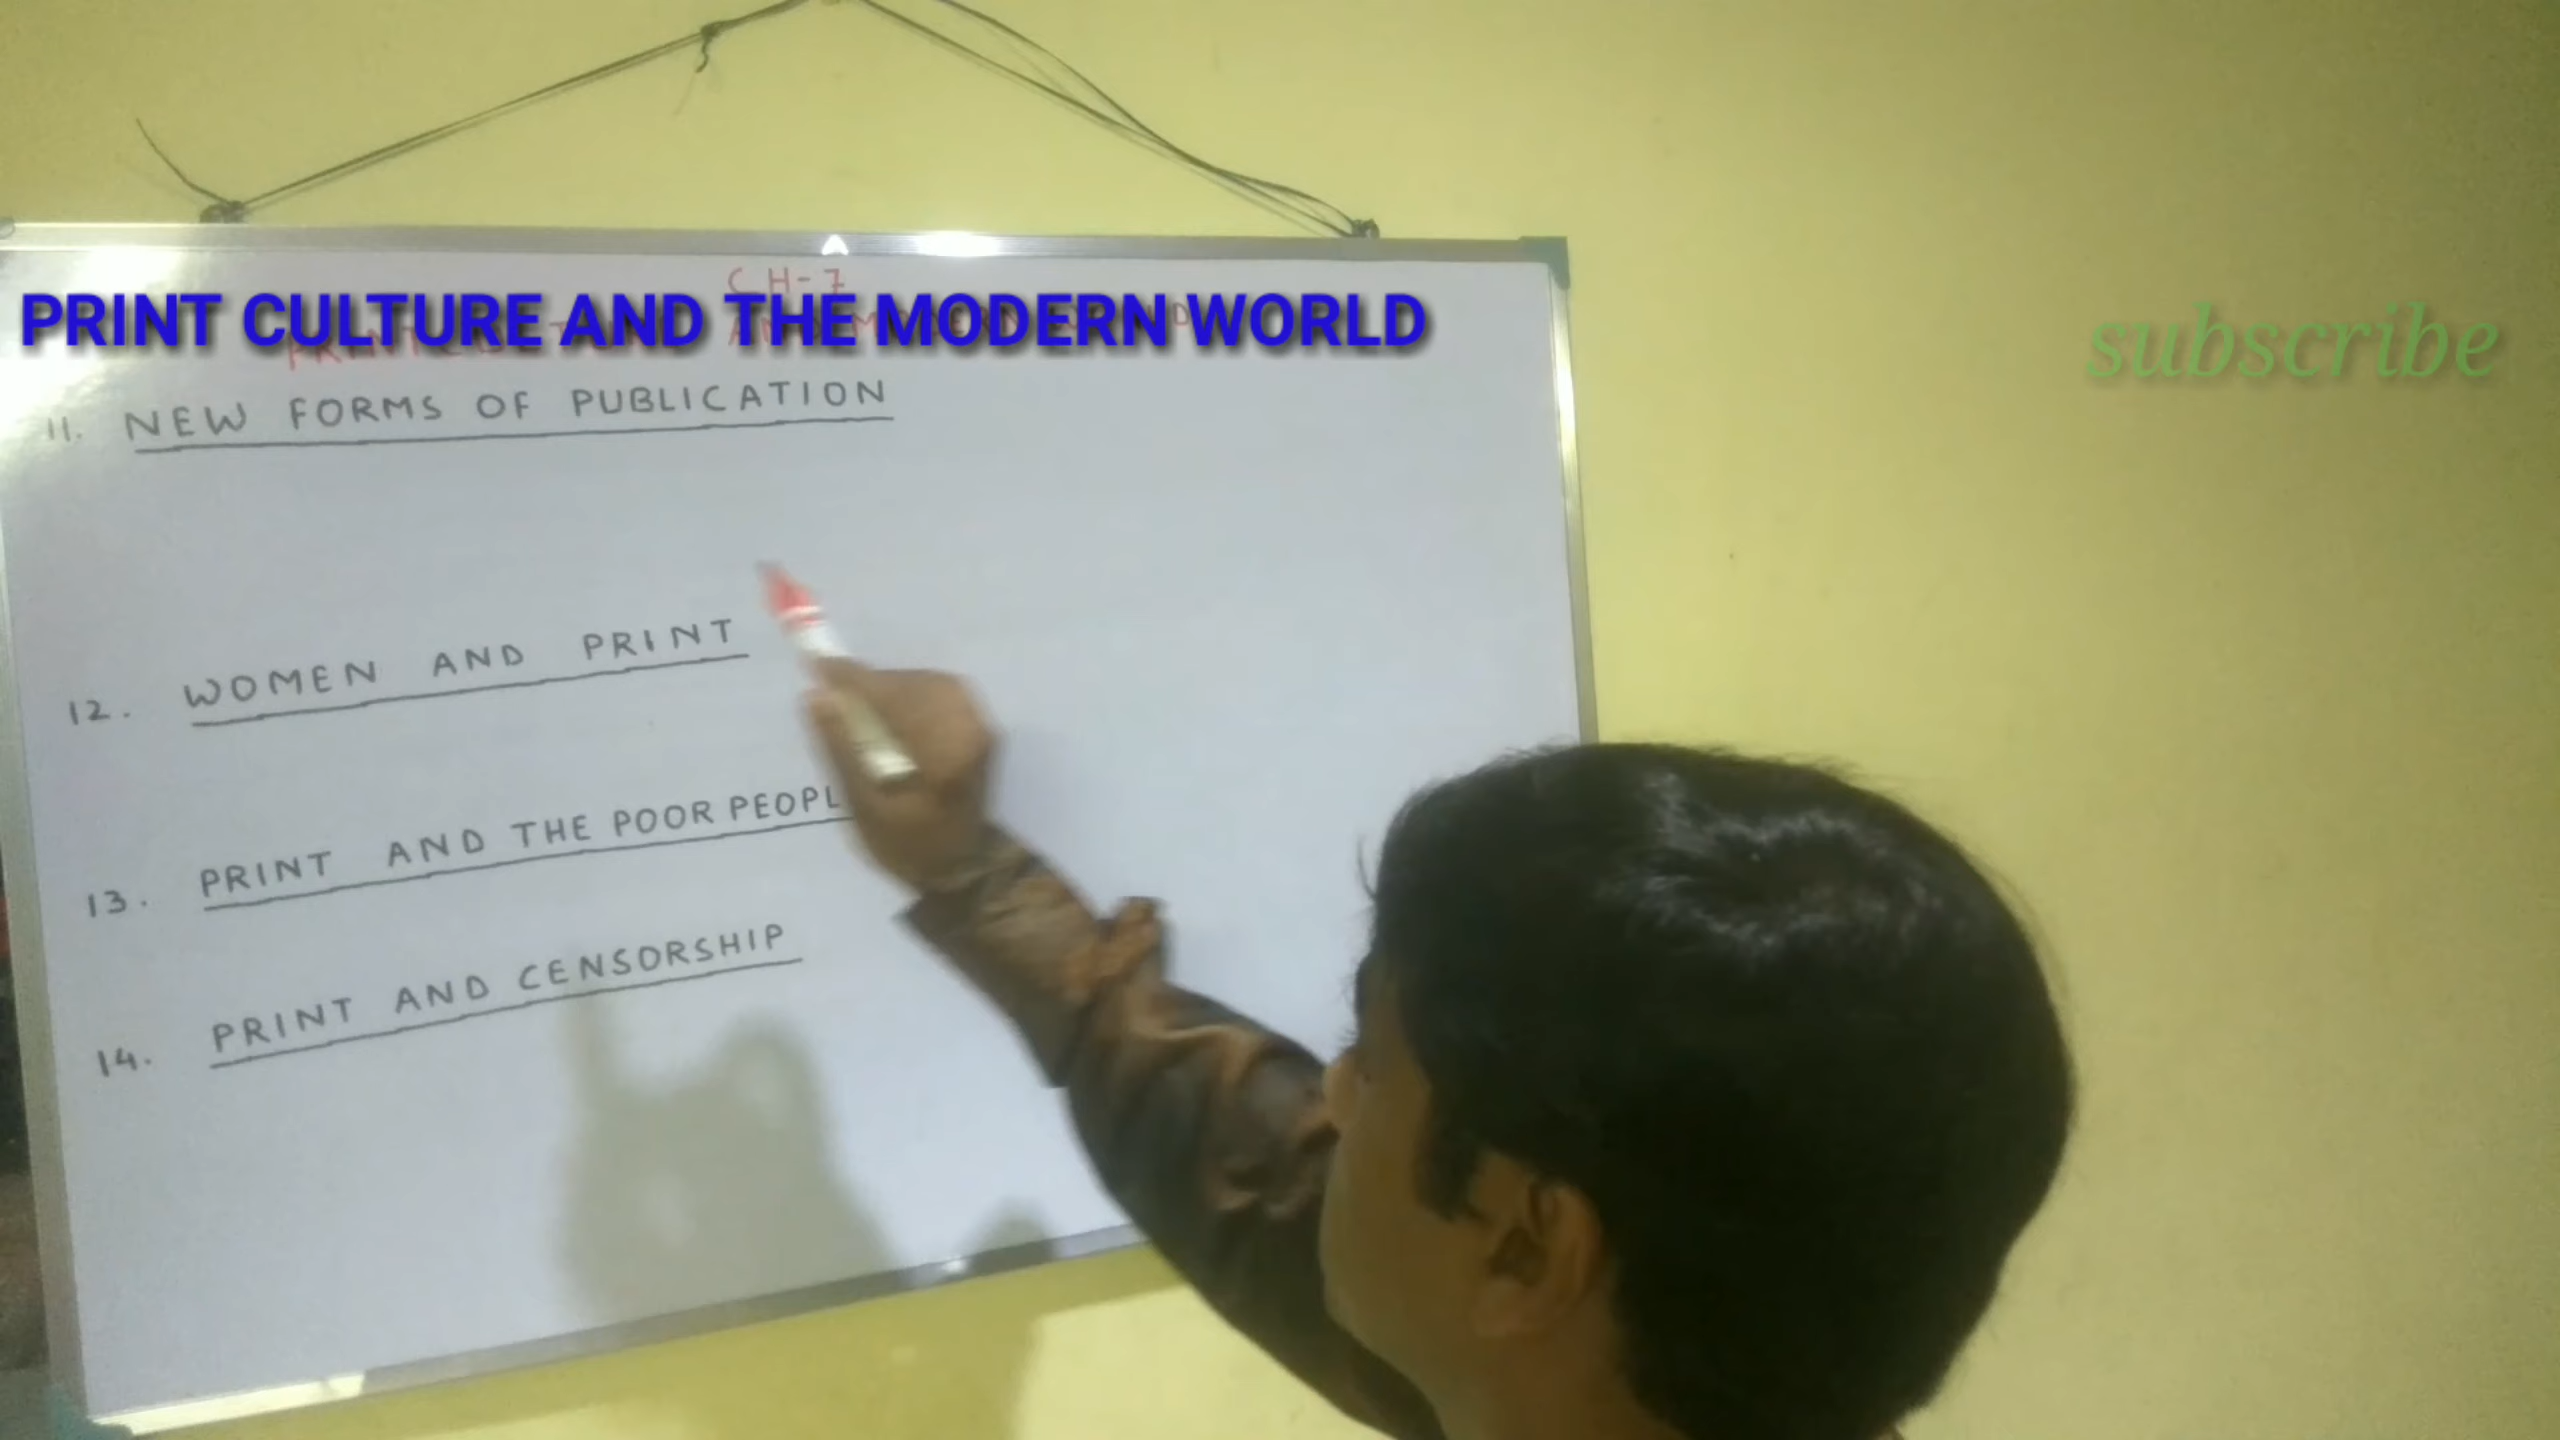 CH-7
PRINT CULTURE AND THE MODERN WORLD
subscribe
11. NEW FORMS OF PUBLICATION
12. WOMEN AND PRINT
13. PRINT AND THE POOR PEOPL
14. PRINT AND CENSORSHIP